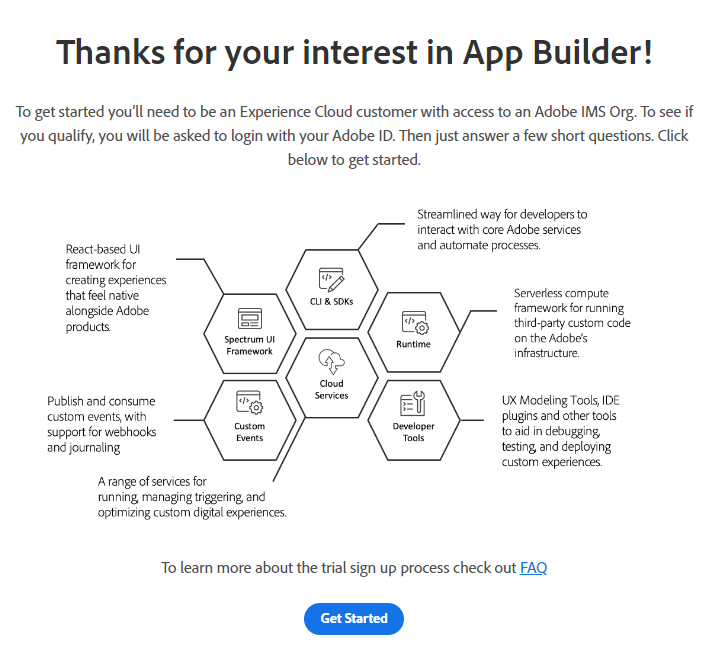 Thanks for your interest in App Builder!
To get started you'll need to be an Experience Cloud customer with access to an Adobe IMS Org. To see if
you qualify, you will be asked to login with your Adobe ID. Then just answer a few short questions. Click
below to get started.
Streamlined way for developers to
interact with core Adobe services
and automate processes.
React-based UI
framework for
creating experiences
that feel native
alongside Adobe
products.
CLI & SDKs
Serverless compute
framework for running
third-party custom code
on the Adobe's
infrastructure.
Spectrum UI
Framework
Runtime
Cloud
Services
Publish and consume
custom events, with
support for webhooks
and journaling
Custom
Events
Developer
Tools
UX Modeling Tools, IDE
plugins and other tools
to aid in debugging,
testing, and deploying
custom experiences.
A range of services for
running, managing triggering, and
optimizing custom digital experiences.
To learn more about the trial sign up process check out FAQ
Get Started